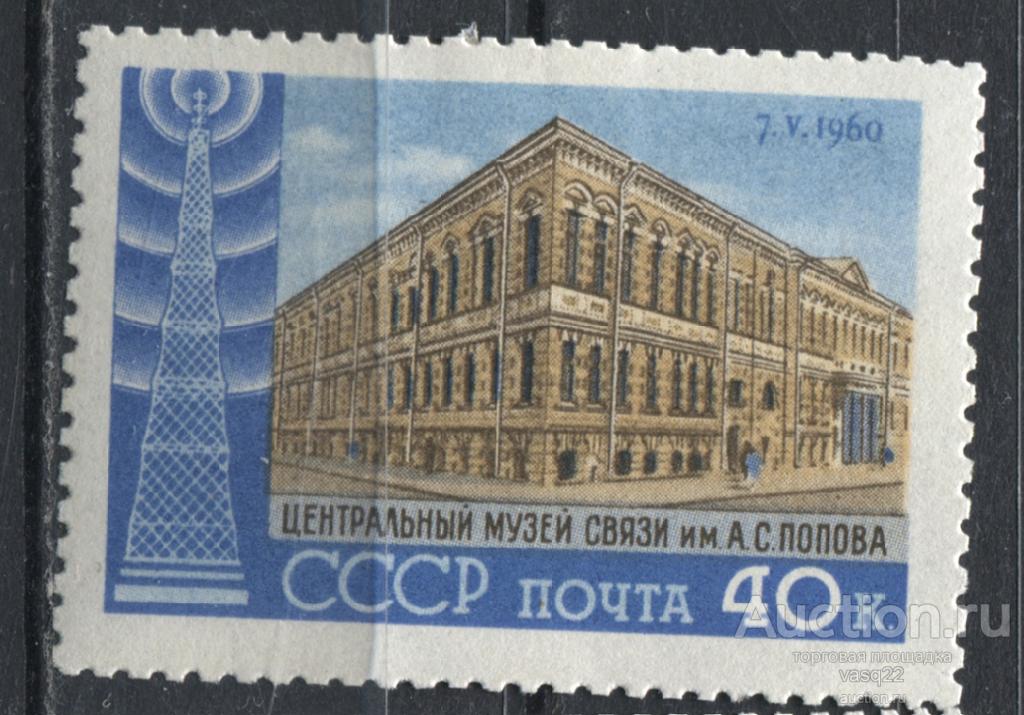 7.V.1960
ЦЕНТРАЛЬНЫЙ МУЗЕЙ СВЯЗИ им. А.С.ПОПОВА
СССР ПОЧТА 40 К.
Auction.ru
торговая площадка
vasq22
auction.ru